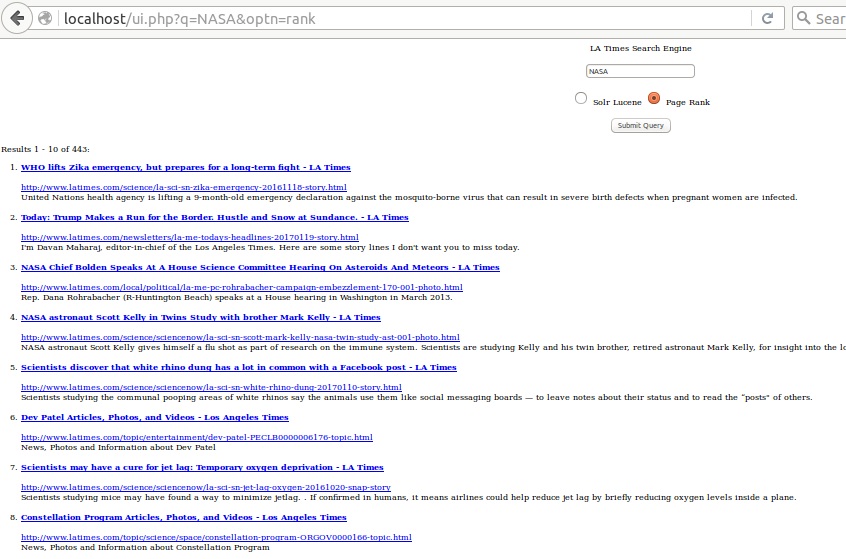 localhost/ui.php?q=NASA&optn=rank
Sear
LA Times Search Engine
NASA
Solr Lucene Page Rank
Submit Query
Results 1 - 10 of 443:
1. WHO lifts Zika emergency, but prepares for a long-term fight - LA Times
http://www.latimes.com/science/la-sci-sn-zika-emergency-20161118-story.html
United Nations health agency is lifting a 9-month-old emergency declaration against the mosquito-borne virus that can result in severe birth defects when pregnant women are infected.
2. Today: Trump Makes a Run for the Border. Hustle and Snow at Sundance. - LA Times
http://www.latimes.com/newsletters/la-me-todays-headlines-20170119-story.html
I'm Davan Maharaj, editor-in-chief of the Los Angeles Times. Here are some story lines I don't want you to miss today.
3. NASA Chief Bolden Speaks At A House Science Committee Hearing On Asteroids And Meteors - LA Times
http://www.latimes.com/local/political/la-me-pc-rohrabacher-campaign-embezzlement-170-001-photo.html
Rep. Dana Rohrabacher (R-Huntington Beach) speaks at a House hearing in Washington in March 2013.
4. NASA astronaut Scott Kelly in Twins Study with brother Mark Kelly - LA Times
http://www.latimes.com/science/sciencenow/la-sci-sn-scott-mark-kelly-nasa-twin-study-ast-001-photo.html
NASA astronaut Scott Kelly gives himself a flu shot as part of research on the immune system. Scientists are studying Kelly and his twin brother, retired astronaut Mark Kelly, for insight into the lo
5. Scientists discover that white rhino dung has a lot in common with a Facebook post - LA Times
http://www.latimes.com/science/sciencenow/la-sci-sn-white-rhino-dung-20170110-story.html
Scientists studying the communal pooping areas of white rhinos say the animals use them like social messaging boards — to leave notes about their status and to read the “posts" of others.
6. Dev Patel Articles, Photos, and Videos - Los Angeles Times
http://www.latimes.com/topic/entertainment/dev-patel-PECLB0000006176-topic.html
News, Photos and Information about Dev Patel
7. Scientists may have a cure for jet lag: Temporary oxygen deprivation - LA Times
http://www.latimes.com/science/sciencenow/la-sci-sn-jet-lag-oxygen-20161020-snap-story
Scientists studying mice may have found a way to minimize jetlag. . If confirmed in humans, it means airlines could help reduce jet lag by briefly reducing oxygen levels inside a plane.
8. Constellation Program Articles, Photos, and Videos - Los Angeles Times
http://www.latimes.com/topic/science/space/constellation-program-ORGOV0000166-topic.html
News, Photos and Information about Constellation Program